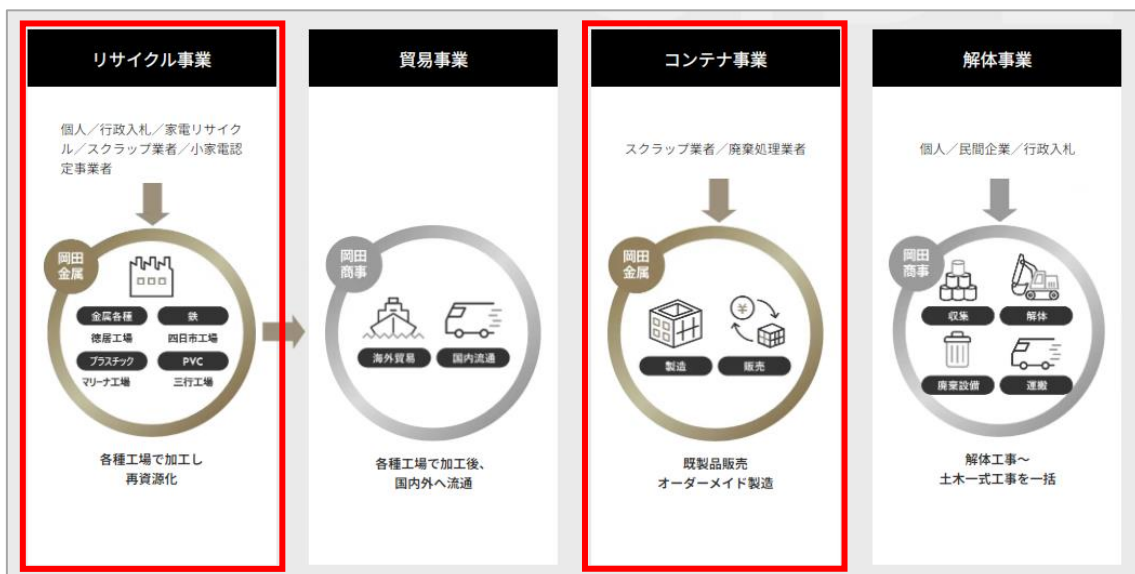 リサイクル事業
個人／行政入札／家電リサイク
ル／スクラップ業者／小家電認
定事業者
岡田
金属
金属各種
鉄
徳居工場
四日市工場
プラスチック
PVC
マリーナ工場
三行工場
各種工場で加工し
再資源化
貿易事業
岡田
商事
海外貿易
国内流通
各種工場で加工後、
国内外へ流通
コンテナ事業
スクラップ業者／廃棄処理業者
岡田
金属
¥
製造
販売
既製品販売
オーダーメイド製造
解体事業
個人／民間企業／行政入札
岡田
商事
収集
解体
廃棄設備
運搬
解体工事～
土木一式工事を一括